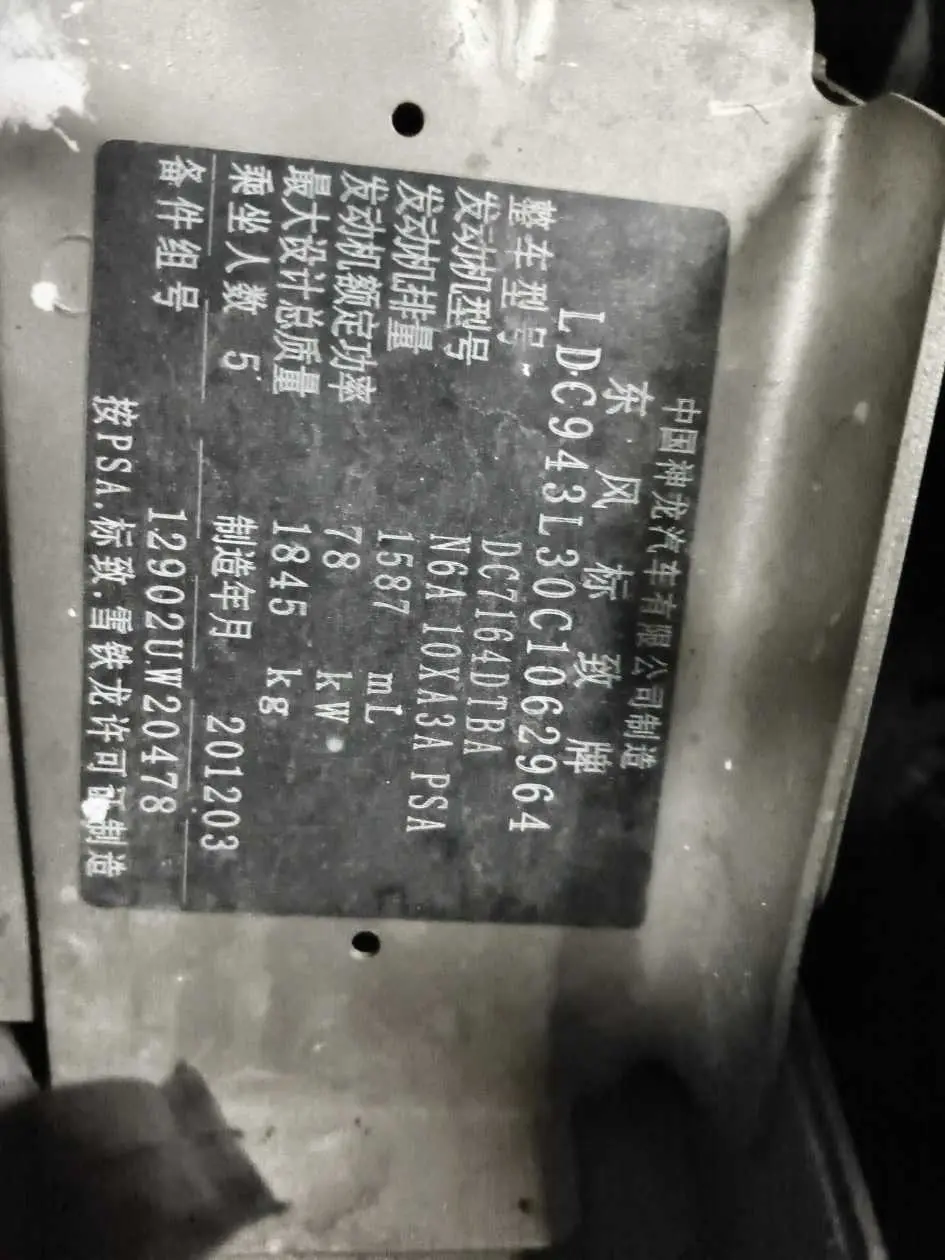 中国神龙汽车有限公司制造
东风标致牌
LDC943L30C1062964
整车型号 DC7164DTBA
发动机型号 N6A 10XA3A PSA
发动机排量 1587 mL
发动机额定功率 78 kW
最大设计总质量 1845 kg
乘坐人数 5 制造年月 201203
备件组号 12902UW20478
按PSA.标致.雪铁龙许可证制造